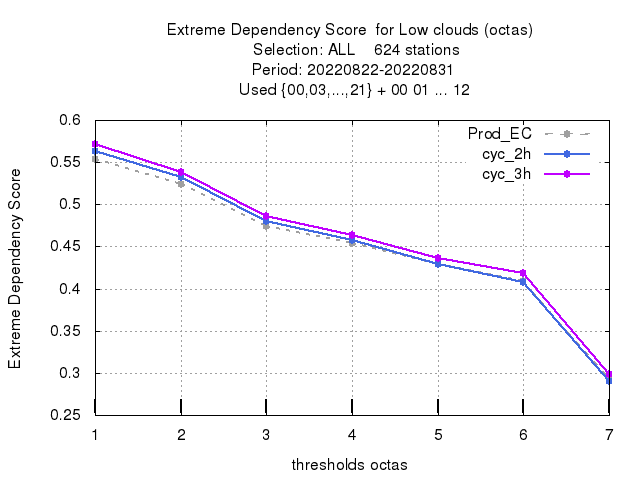 Extreme Dependency Score  for Low clouds (octas)
Selection: ALL    624 stations
Period: 20220822-20220831
Used {00,03,...,21} + 00 01 ... 12
Prod_EC
cyc_2h
cyc_3h
Extreme Dependency Score
0.6
0.55
0.5
0.45
0.4
0.35
0.3
0.25
1 2 3 4 5 6 7
thresholds octas